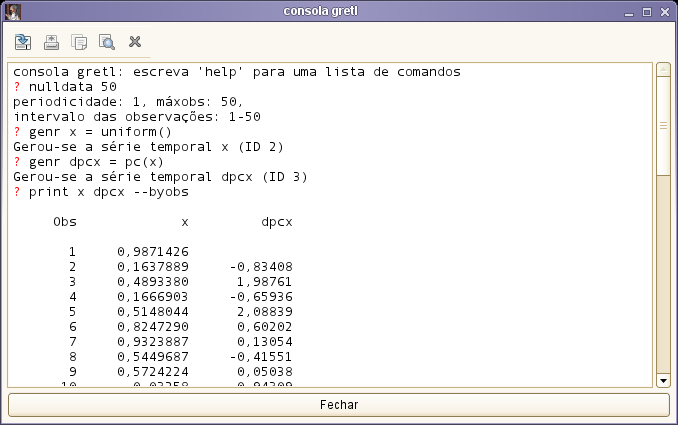 consola gretl
consola gretl: escreva 'help' para uma lista de comandos
? nulldata 50
periodicidade: 1, máxobs: 50,
intervalo das observações: 1-50
? genr x = uniform()
Gerou-se a série temporal x (ID 2)
? genr dpcx = pc(x)
Gerou-se a série temporal dpcx (ID 3)
? print x dpcx --byobs
Obs x dpcx
1 0,9871426
2 0,1637889 -0,83408
3 0,4893380 1,98761
4 0,1666903 -0,65936
5 0,5148044 2,08839
6 0,8247290 0,60202
7 0,9323887 0,13054
8 0,5449687 -0,41551
9 0,5724224 0,05038
Fechar